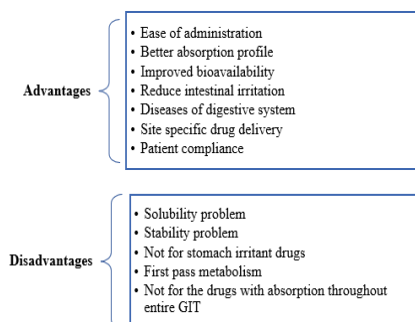 Advantages
• Ease of administration
• Better absorption profile
• Improved bioavailability
• Reduce intestinal irritation
• Diseases of digestive system
• Site specific drug delivery
• Patient compliance
Disadvantages
• Solubility problem
• Stability problem
• Not for stomach irritant drugs
• First pass metabolism
• Not for the drugs with absorption throughout
entire GIT